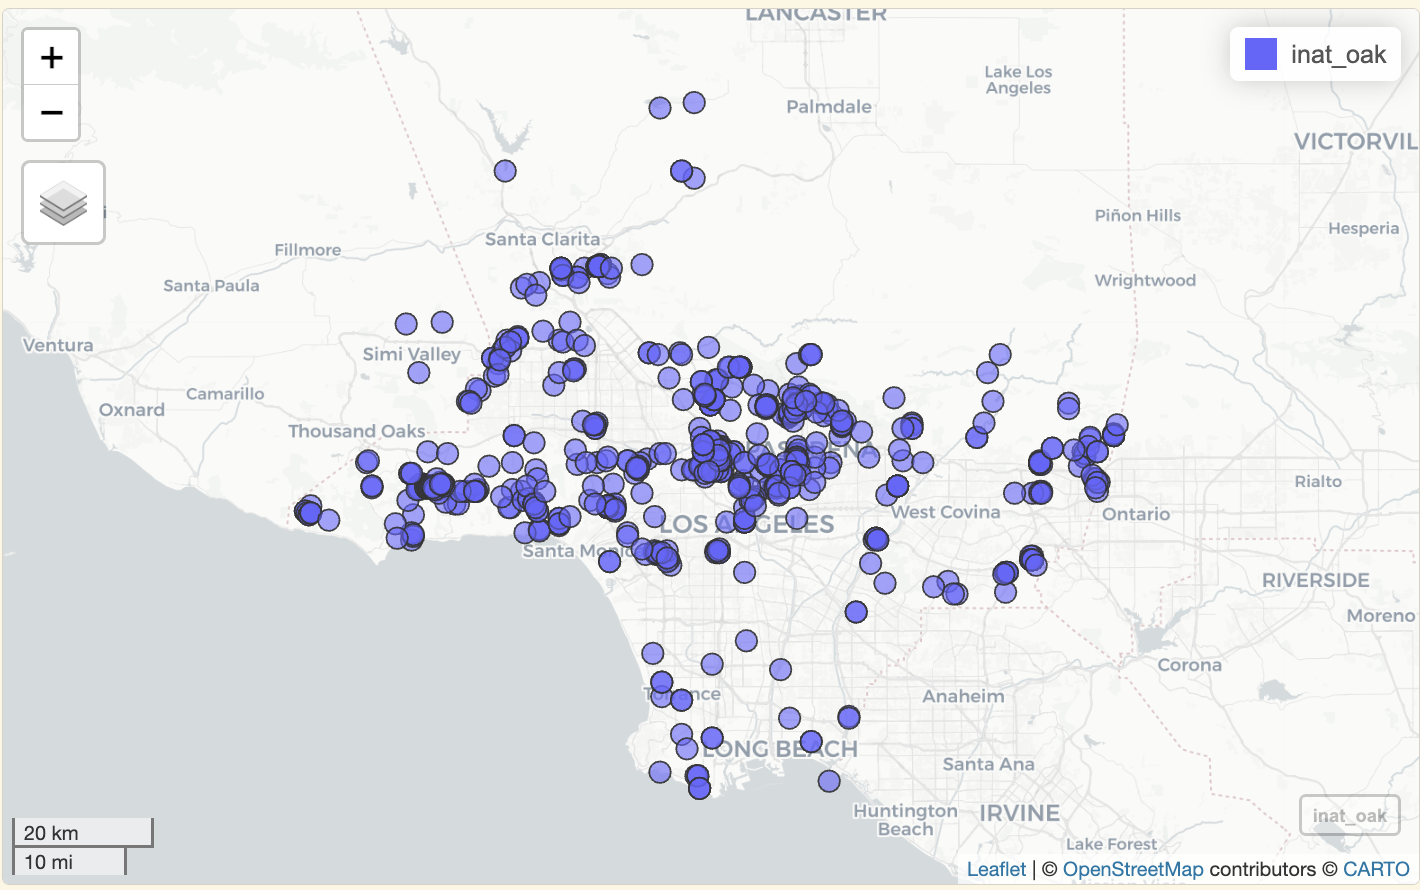 LANCASTER
+
−
inat_oak
Lake Los
Angeles
Palmdale
VICTORVIL
Piñon Hills
Hesperia
Santa Clarita
Fillmore
Santa Paula
Wrightwood
Ventura
Simi Valley
Camarillo
Oxnard
Thousand Oaks
Rialto
West Covina
Ontario
LOS ANGELES
Santa Monic
RIVERSIDE
Moreno
Corona
Torrance
Anaheim
LONG BEACH
Santa Ana
Huntington
Beach
IRVINE
inat_oak
20 km
10 mi
Lake Forest
Leaflet | © OpenStreetMap contributors © CARTO